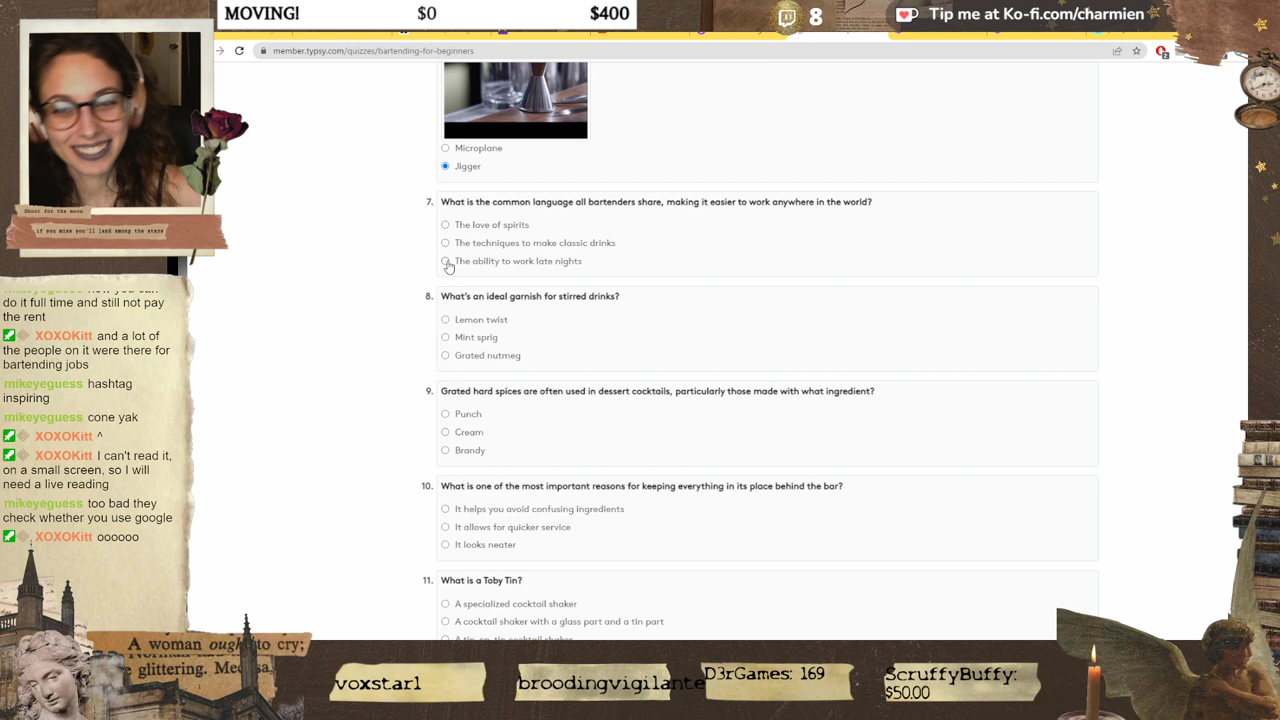 MOVING! $0 $400
8
Tip me at Ko-fi.com/charmien
member.typsy.com/quizzes/bartending-for-beginners
Shoot for the moon
if you miss you'll land among the stars
do it full time and still not pay
the rent
XOXOKitt and a lot of
the people on it were there for
bartending jobs
mikeyeguess hashtag
inspiring
mikeyeguess cone yak
XOXOKitt ^
XOXOKitt I can't read it,
on a small screen, so I will
need a live reading
mikeyeguess too bad they
check whether you use google
XOXOKitt oooooo
Microplane
Jigger
7. What is the common language all bartenders share, making it easier to work anywhere in the world?
The love of spirits
The techniques to make classic drinks
The ability to work late nights
8. What's an ideal garnish for stirred drinks?
Lemon twist
Mint sprig
Grated nutmeg
9. Grated hard spices are often used in dessert cocktails, particularly those made with what ingredient?
Punch
Cream
Brandy
10. What is one of the most important reasons for keeping everything in its place behind the bar?
It helps you avoid confusing ingredients
It allows for quicker service
It looks neater
11. What is a Toby Tin?
A specialized cocktail shaker
A cocktail shaker with a glass part and a tin part
A tin-on-tin cocktail shaker
A woman ought to cry;
glittering.
voxstar1
broodingvigilante
D3rGames: 169
ScruffyBuffy:
$50.00